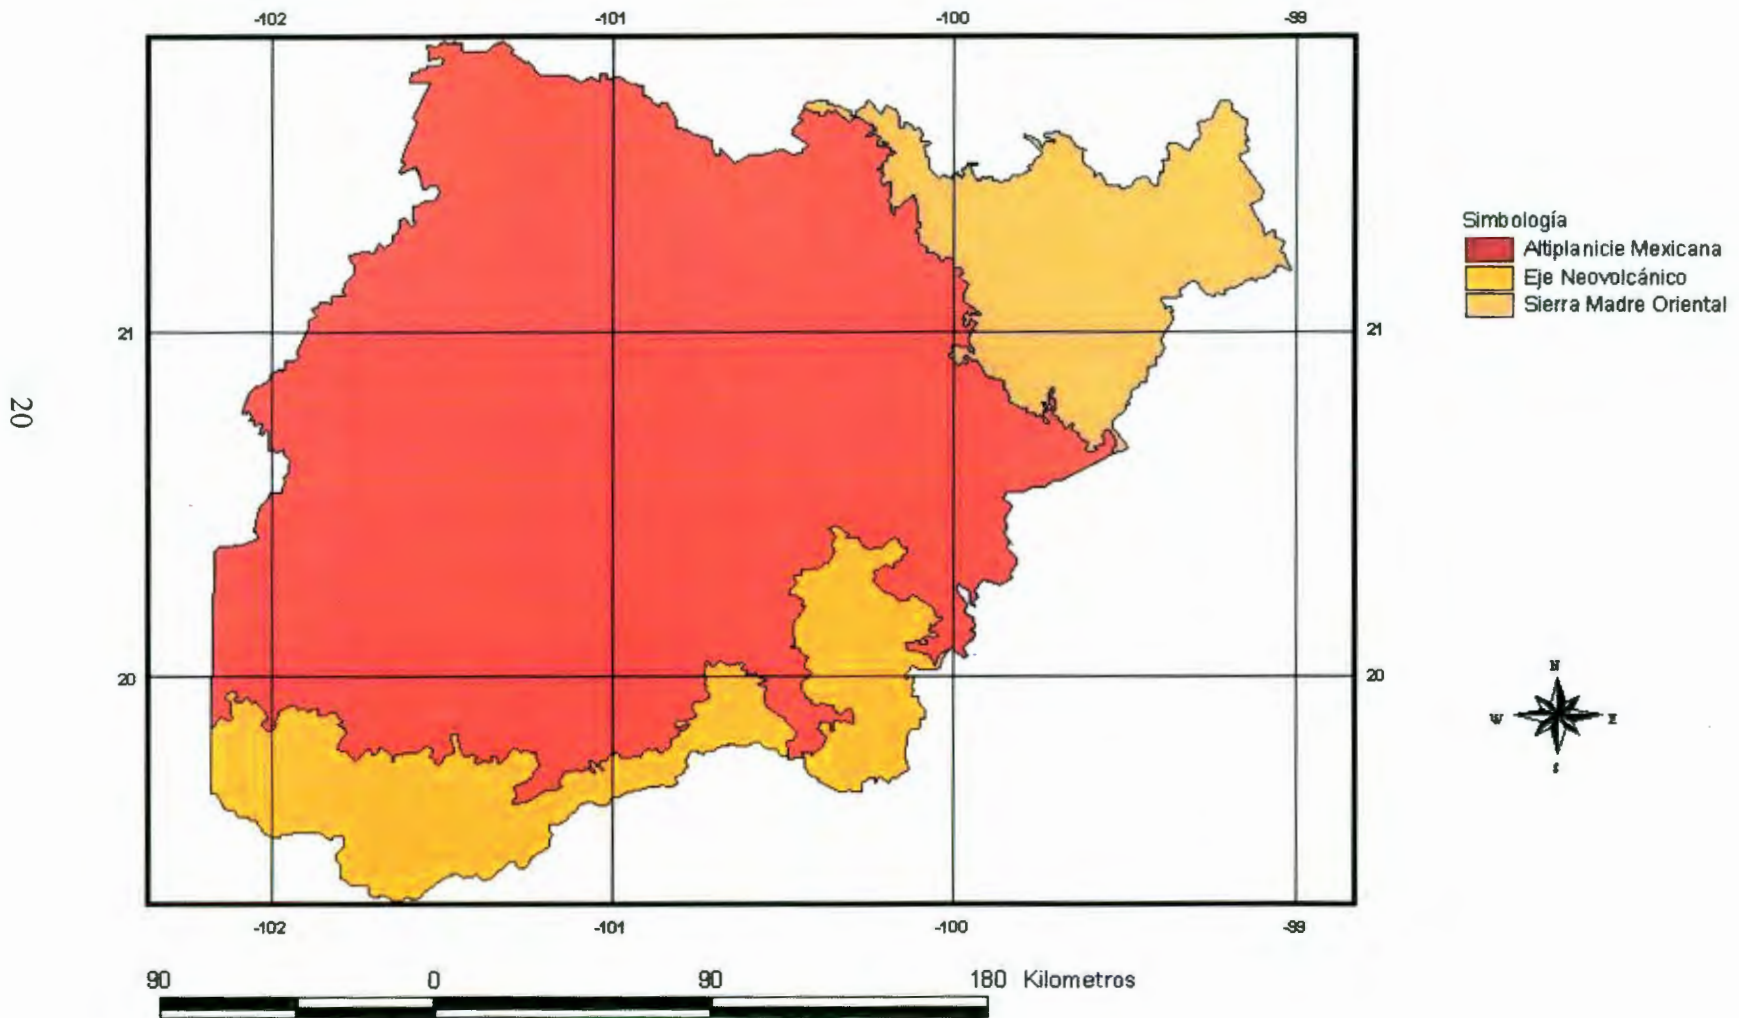 -102 -101 -100 -99
Simbología
Altiplanicie Mexicana
Eje Neovolcánico
Sierra Madre Oriental
21 21
20
20 20
N
W E
S
-102 -101 -100 -99
90 0 90 180 Kilometros